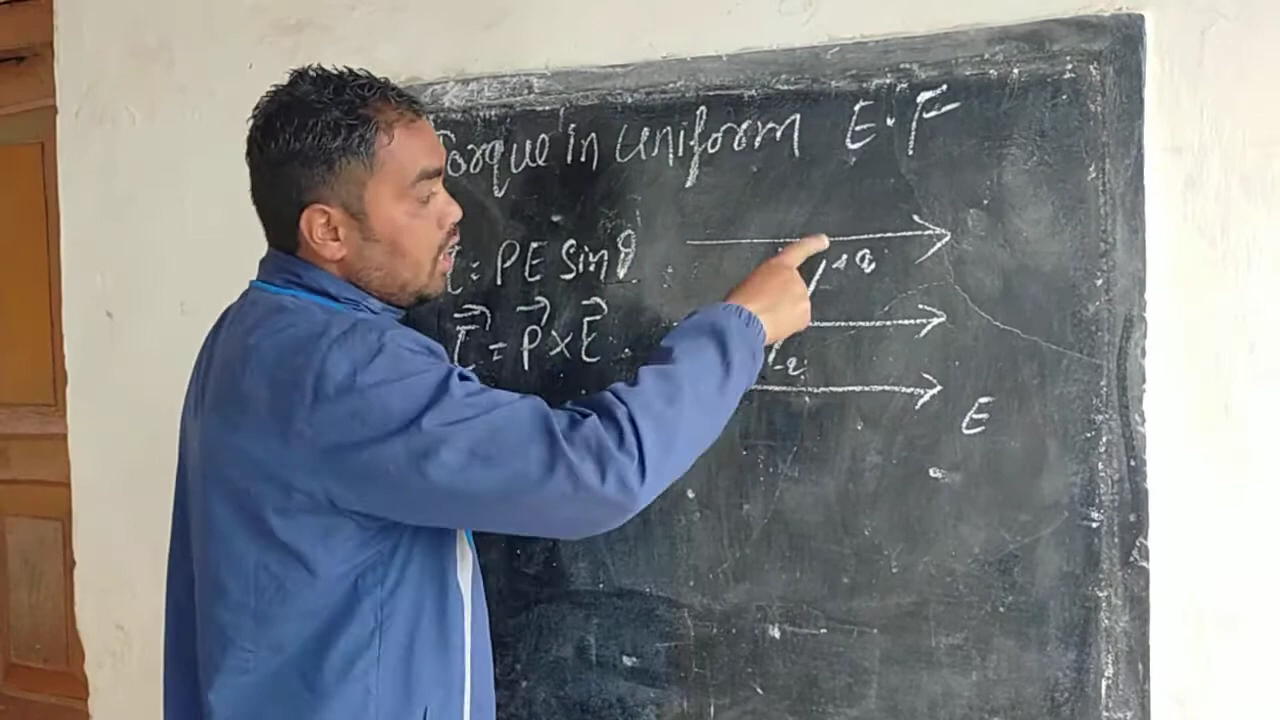 Torque in uniform E.F
τ = PE Sinθ
+q
τ⃗ = P⃗ × E⃗
-q
E